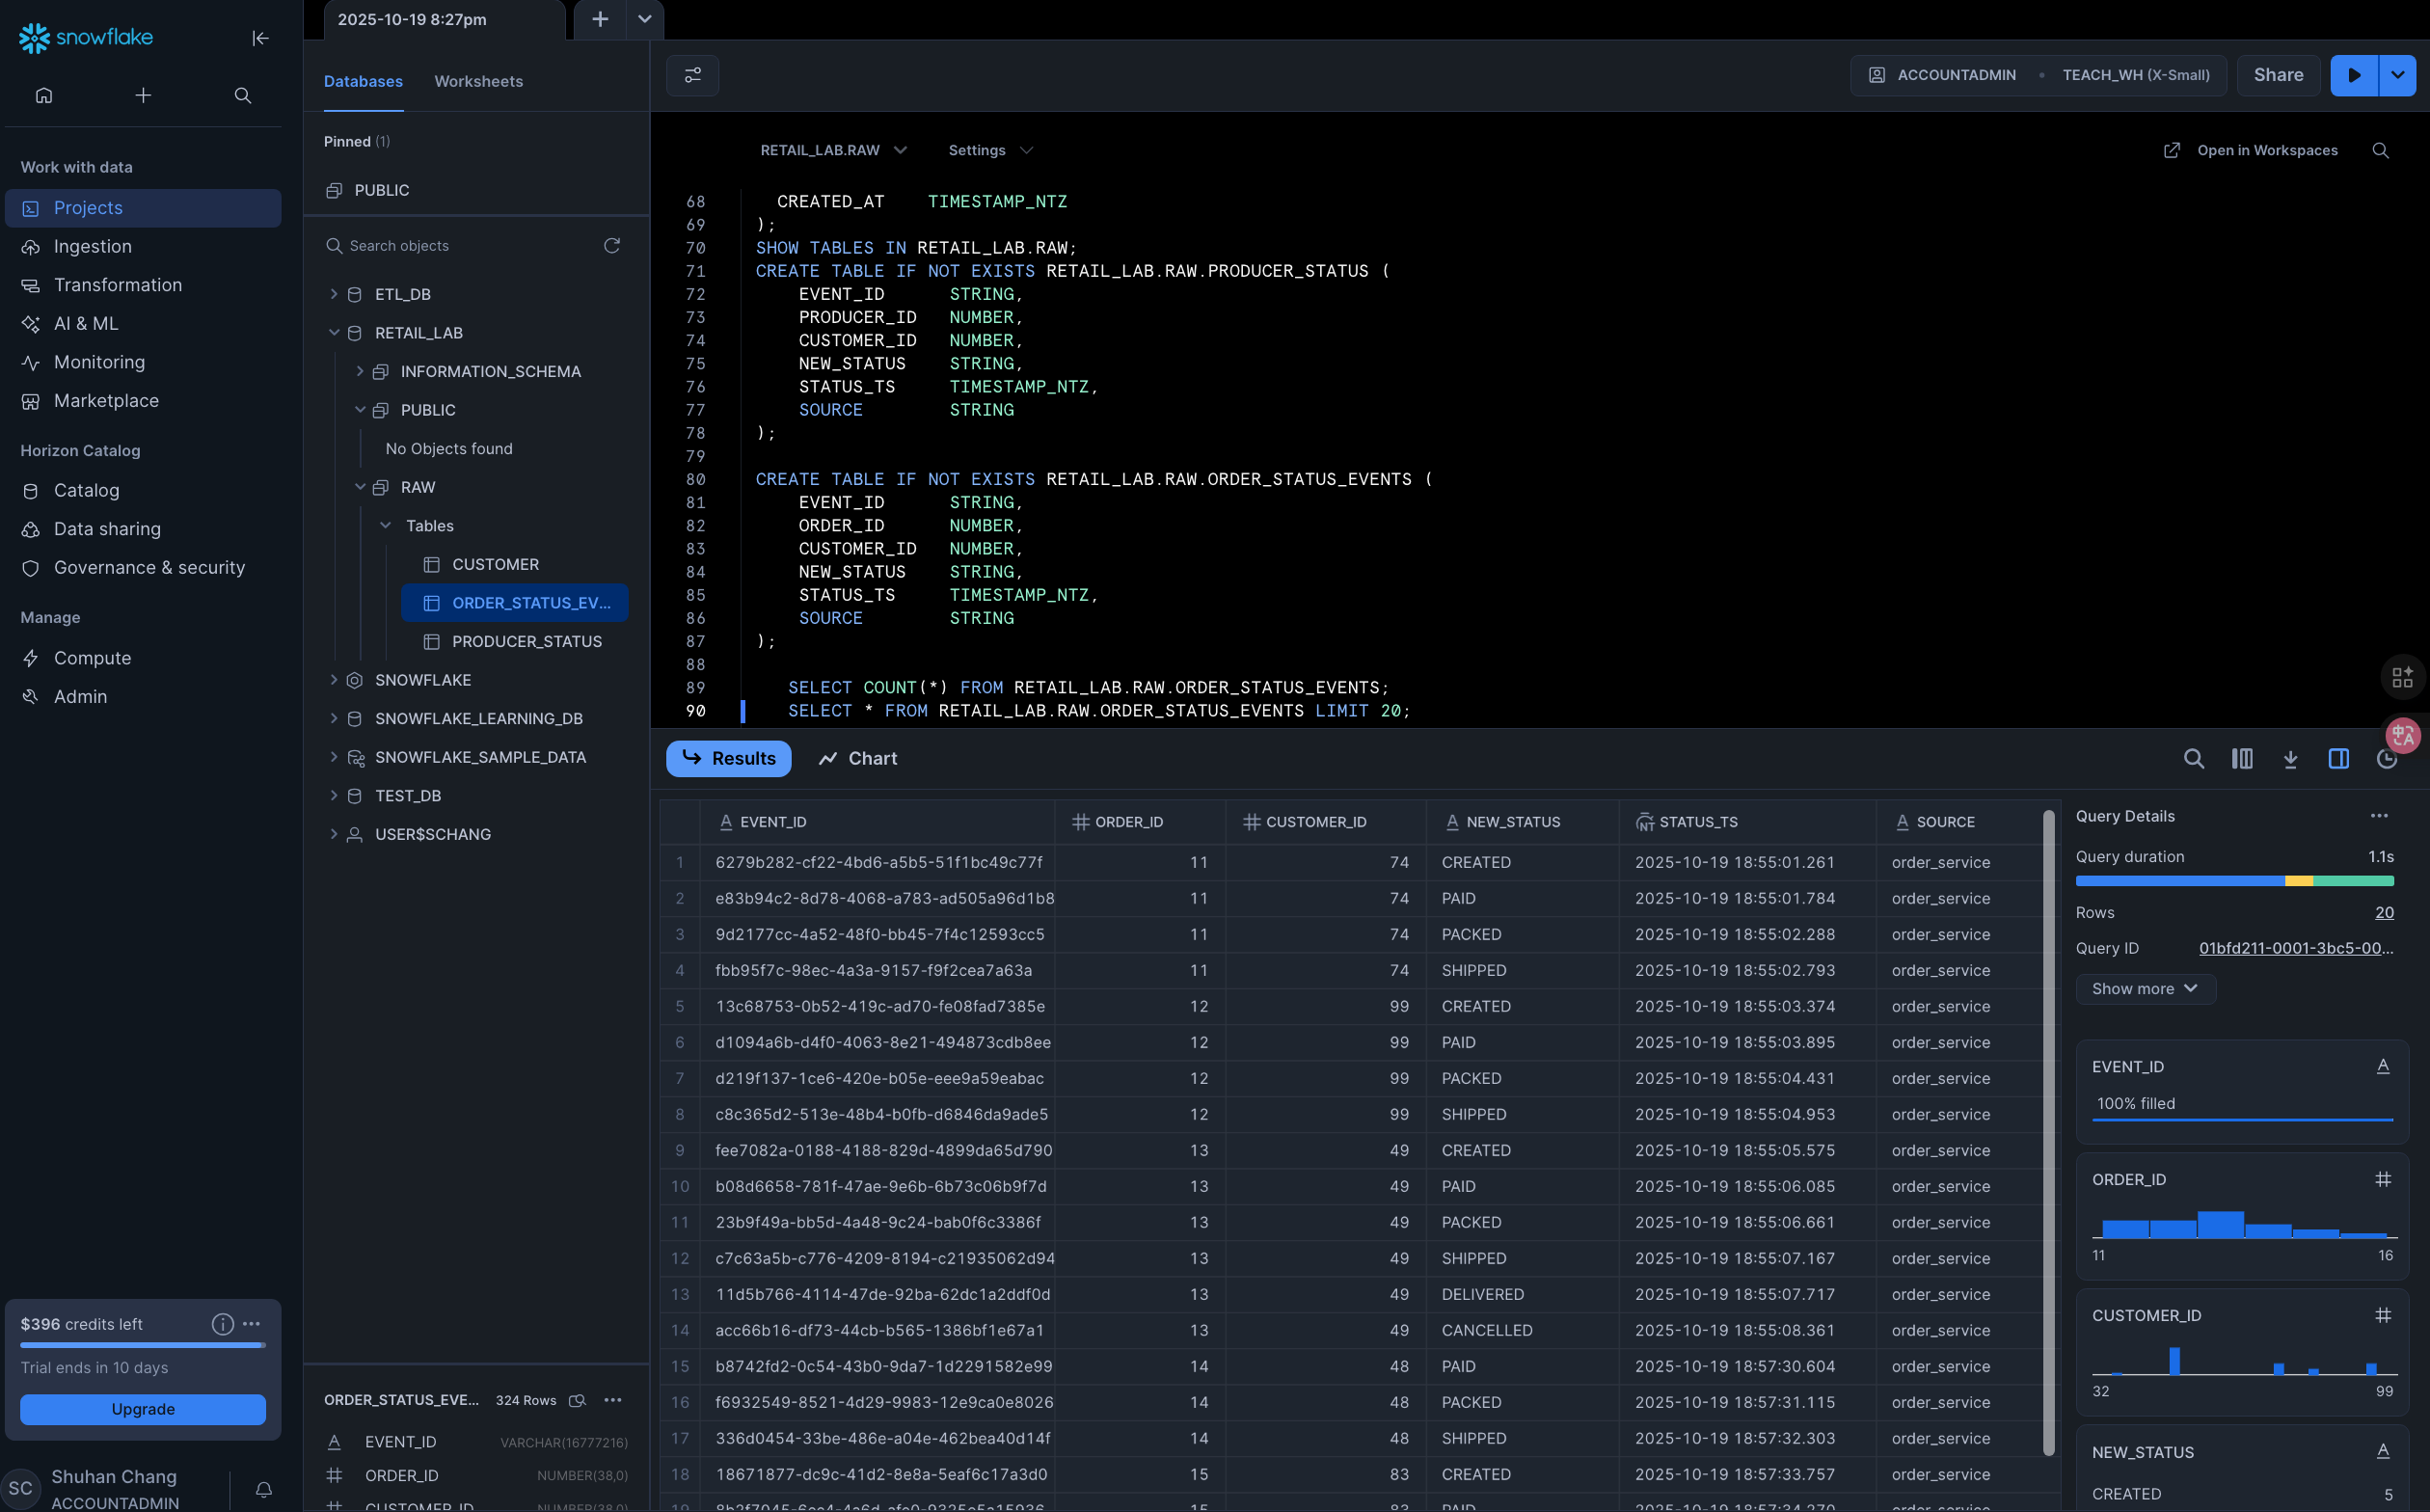 snowflake
Work with data
Projects
Ingestion
Transformation
AI & ML
Monitoring
Marketplace
Horizon Catalog
Catalog
Data sharing
Governance & security
Manage
Compute
Admin
$396 credits left
Trial ends in 10 days
Upgrade
SC
Shuhan Chang
ACCOUNTADMIN
2025-10-19 8:27pm
Databases Worksheets
Pinned (1)
PUBLIC
Search objects
ETL_DB
RETAIL_LAB
INFORMATION_SCHEMA
PUBLIC
No Objects found
RAW
Tables
CUSTOMER
ORDER_STATUS_EV...
PRODUCER_STATUS
SNOWFLAKE
SNOWFLAKE_LEARNING_DB
SNOWFLAKE_SAMPLE_DATA
TEST_DB
USER$SCHANG
ORDER_STATUS_EVE... 324 Rows
EVENT_ID VARCHAR(16777216)
ORDER_ID NUMBER(38,0)
CUSTOMER_ID NUMBER(38,0)
ACCOUNTADMIN • TEACH_WH (X-Small)
Share
RETAIL_LAB.RAW Settings
Open in Workspaces
68 CREATED_AT TIMESTAMP_NTZ
69 );
70 SHOW TABLES IN RETAIL_LAB.RAW;
71 CREATE TABLE IF NOT EXISTS RETAIL_LAB.RAW.PRODUCER_STATUS (
72 EVENT_ID STRING,
73 PRODUCER_ID NUMBER,
74 CUSTOMER_ID NUMBER,
75 NEW_STATUS STRING,
76 STATUS_TS TIMESTAMP_NTZ,
77 SOURCE STRING
78 );
79
80 CREATE TABLE IF NOT EXISTS RETAIL_LAB.RAW.ORDER_STATUS_EVENTS (
81 EVENT_ID STRING,
82 ORDER_ID NUMBER,
83 CUSTOMER_ID NUMBER,
84 NEW_STATUS STRING,
85 STATUS_TS TIMESTAMP_NTZ,
86 SOURCE STRING
87 );
88
89 SELECT COUNT(*) FROM RETAIL_LAB.RAW.ORDER_STATUS_EVENTS;
90 SELECT * FROM RETAIL_LAB.RAW.ORDER_STATUS_EVENTS LIMIT 20;
中A
Results Chart
EVENT_ID ORDER_ID CUSTOMER_ID NEW_STATUS STATUS_TS SOURCE
1 6279b282-cf22-4bd6-a5b5-51f1bc49c77f 11 74 CREATED 2025-10-19 18:55:01.261 order_service
2 e83b94c2-8d78-4068-a783-ad505a96d1b8 11 74 PAID 2025-10-19 18:55:01.784 order_service
3 9d2177cc-4a52-48f0-bb45-7f4c12593cc5 11 74 PACKED 2025-10-19 18:55:02.288 order_service
4 fbb95f7c-98ec-4a3a-9157-f9f2cea7a63a 11 74 SHIPPED 2025-10-19 18:55:02.793 order_service
5 13c68753-0b52-419c-ad70-fe08fad7385e 12 99 CREATED 2025-10-19 18:55:03.374 order_service
6 d1094a6b-d4f0-4063-8e21-494873cdb8ee 12 99 PAID 2025-10-19 18:55:03.895 order_service
7 d219f137-1ce6-420e-b05e-eee9a59eabac 12 99 PACKED 2025-10-19 18:55:04.431 order_service
8 c8c365d2-513e-48b4-b0fb-d6846da9ade5 12 99 SHIPPED 2025-10-19 18:55:04.953 order_service
9 fee7082a-0188-4188-829d-4899da65d790 13 49 CREATED 2025-10-19 18:55:05.575 order_service
10 b08d6658-781f-47ae-9e6b-6b73c06b9f7d 13 49 PAID 2025-10-19 18:55:06.085 order_service
11 23b9f49a-bb5d-4a48-9c24-bab0f6c3386f 13 49 PACKED 2025-10-19 18:55:06.661 order_service
12 c7c63a5b-c776-4209-8194-c21935062d94 13 49 SHIPPED 2025-10-19 18:55:07.167 order_service
13 11d5b766-4114-47de-92ba-62dc1a2ddf0d 13 49 DELIVERED 2025-10-19 18:55:07.717 order_service
14 acc66b16-df73-44cb-b565-1386bf1e67a1 13 49 CANCELLED 2025-10-19 18:55:08.361 order_service
15 b8742fd2-0c54-43b0-9da7-1d2291582e99 14 48 PAID 2025-10-19 18:57:30.604 order_service
16 f6932549-8521-4d29-9983-12e9ca0e8026 14 48 PACKED 2025-10-19 18:57:31.115 order_service
17 336d0454-33be-486e-a04e-462bea40d14f 14 48 SHIPPED 2025-10-19 18:57:32.303 order_service
18 18671877-dc9c-41d2-8e8a-5eaf6c17a3d0 15 83 CREATED 2025-10-19 18:57:33.757 order_service
Query Details
Query duration 1.1s
Rows 20
Query ID 01bfd211-0001-3bc5-00...
Show more
EVENT_ID
100% filled
ORDER_ID
11 16
CUSTOMER_ID
32 99
NEW_STATUS
CREATED 5